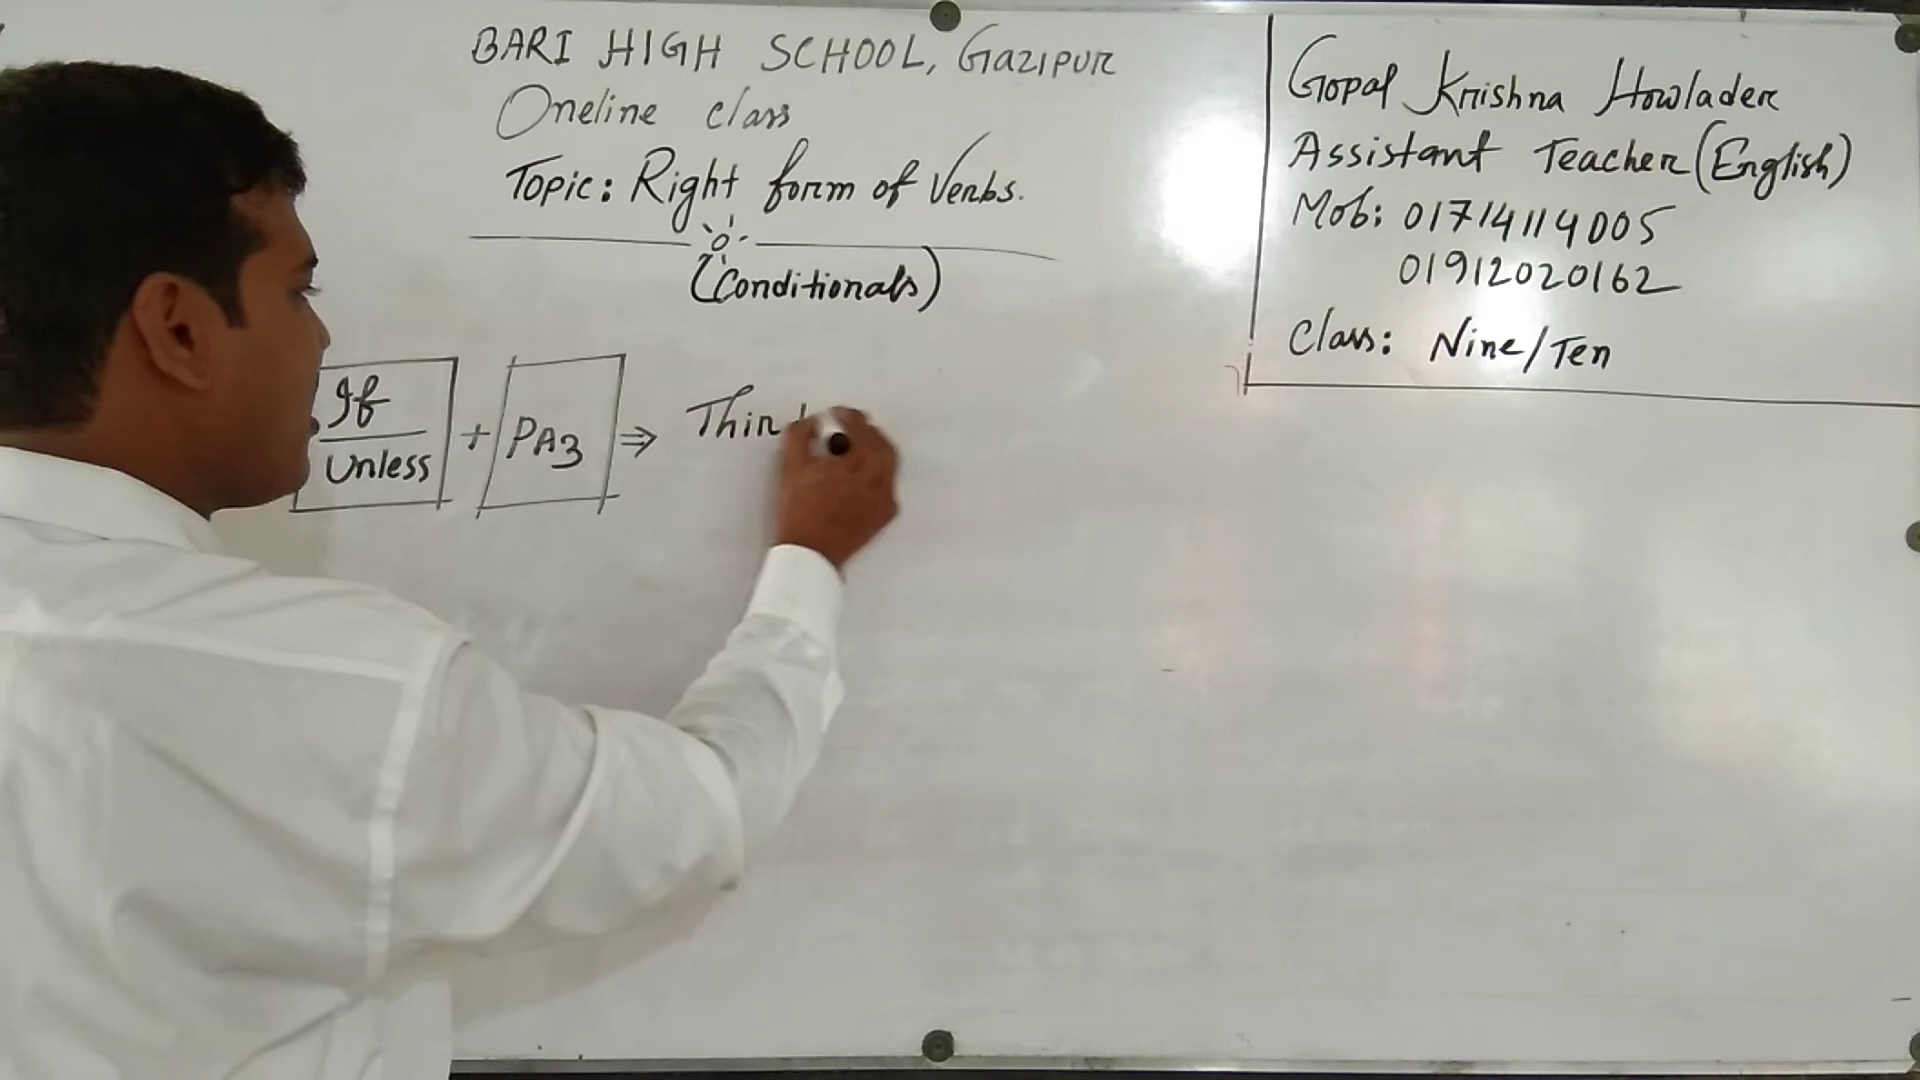 BARI HIGH SCHOOL, Gazipur
Oneline class
Topic: Right form of Verbs.
(Conditionals)
Gopal Krishna Howlader
Assistant Teacher (English)
Mob: 01714114005
01912020162
Class: Nine/Ten
If
Unless
+ PA3 ⇒